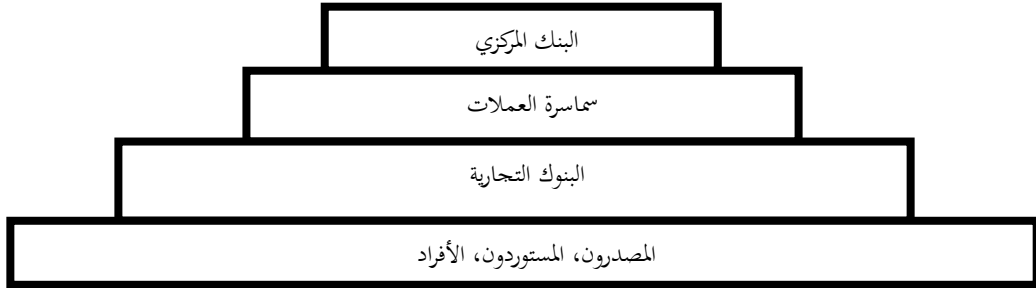 البنك المركزي
سماسرة العملات
البنوك التجارية
المصدرون، المستوردون، الأفراد